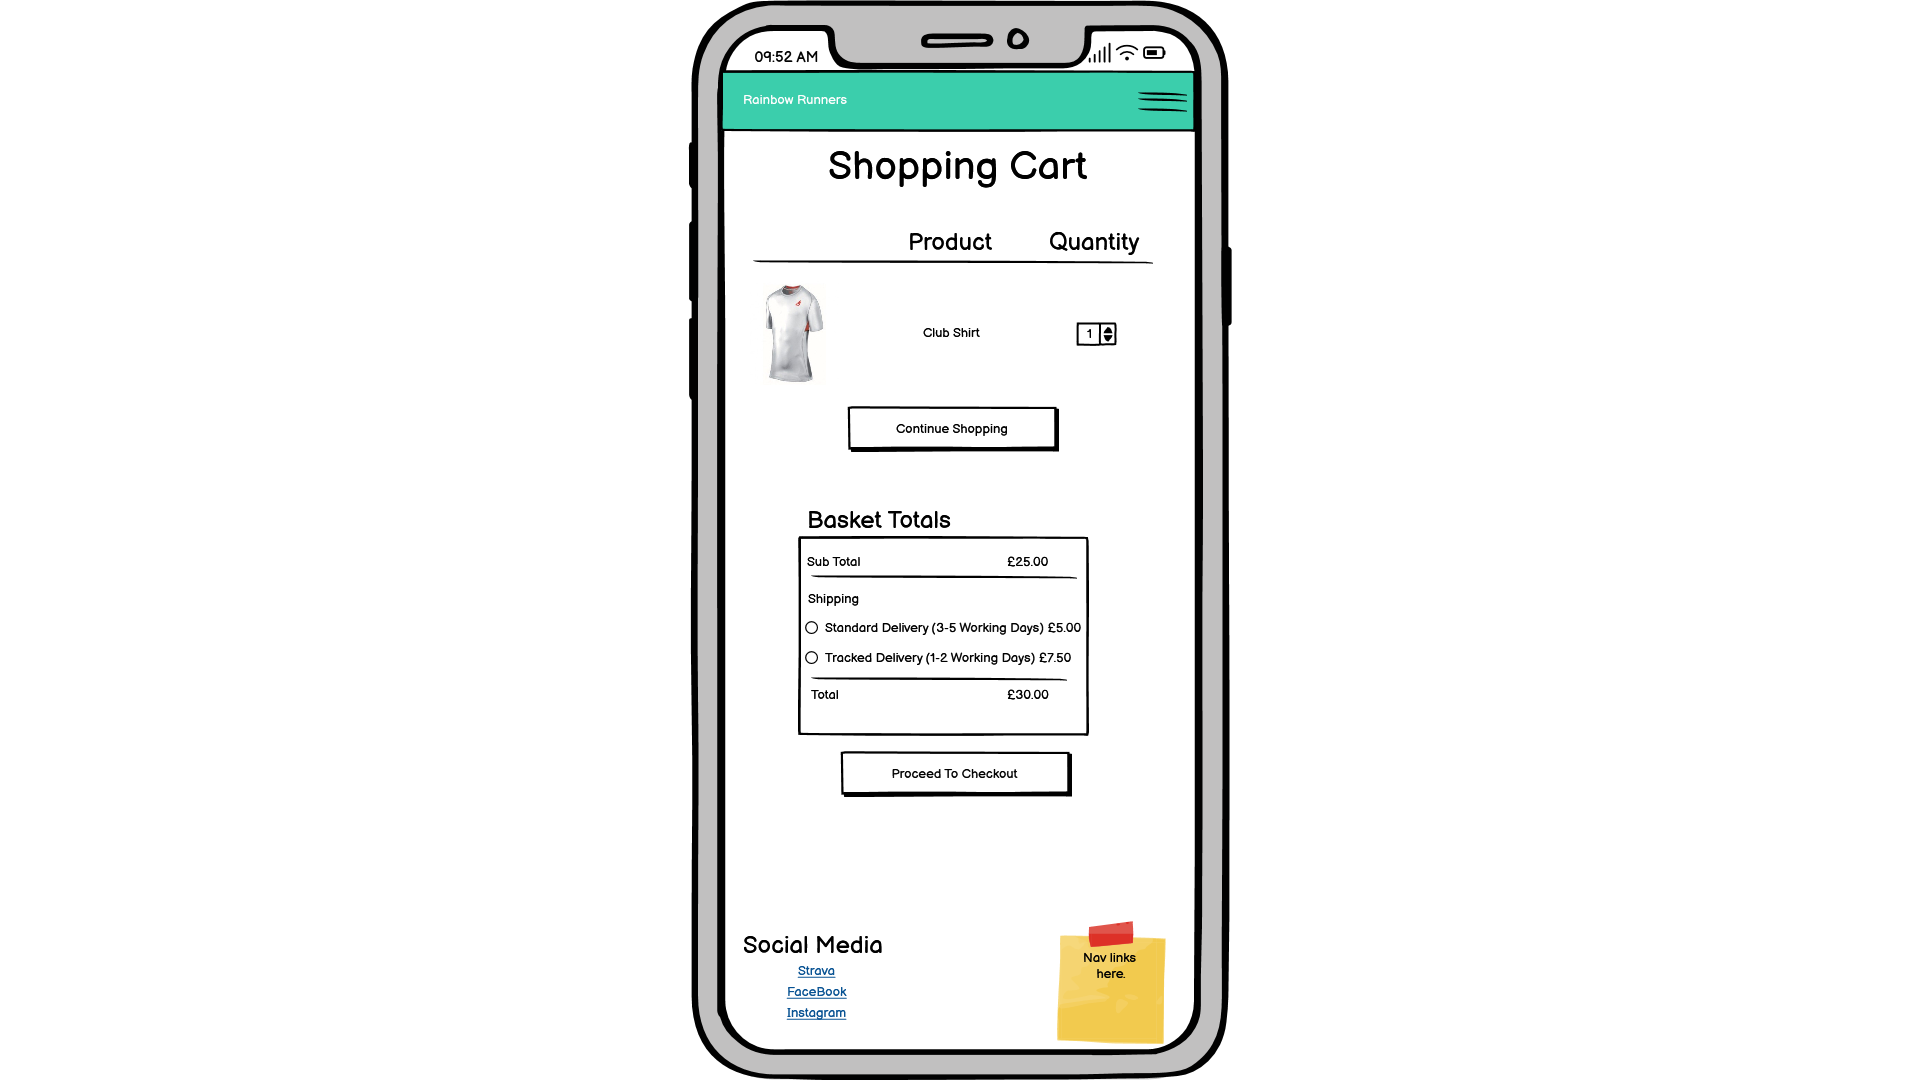 09:52 AM
Rainbow Runners
Shopping Cart
Product Quantity
Club Shirt 1
Continue Shopping
Basket Totals
Sub Total £25.00
Shipping
Standard Delivery (3-5 Working Days) £5.00
Tracked Delivery (1-2 Working Days) £7.50
Total £30.00
Proceed To Checkout
Social Media
Strava
FaceBook
Instagram
Nav links
here.